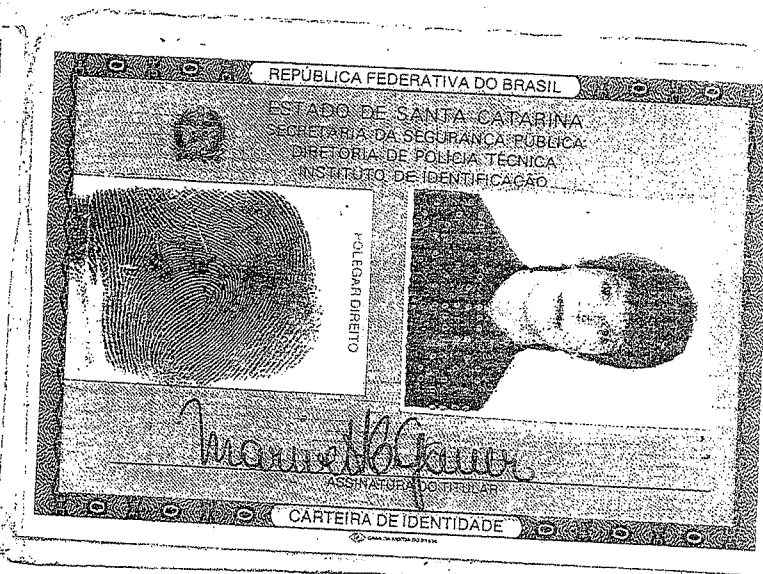 REPÚBLICA FEDERATIVA DO BRASIL
ESTADO DE SANTA CATARINA
SECRETARIA DA SEGURANÇA PÚBLICA
DIRETORIA DE POLÍCIA TÉCNICA
INSTITUTO DE IDENTIFICAÇÃO
POLEGAR DIREITO
ASSINATURA DO TITULAR
CARTEIRA DE IDENTIDADE